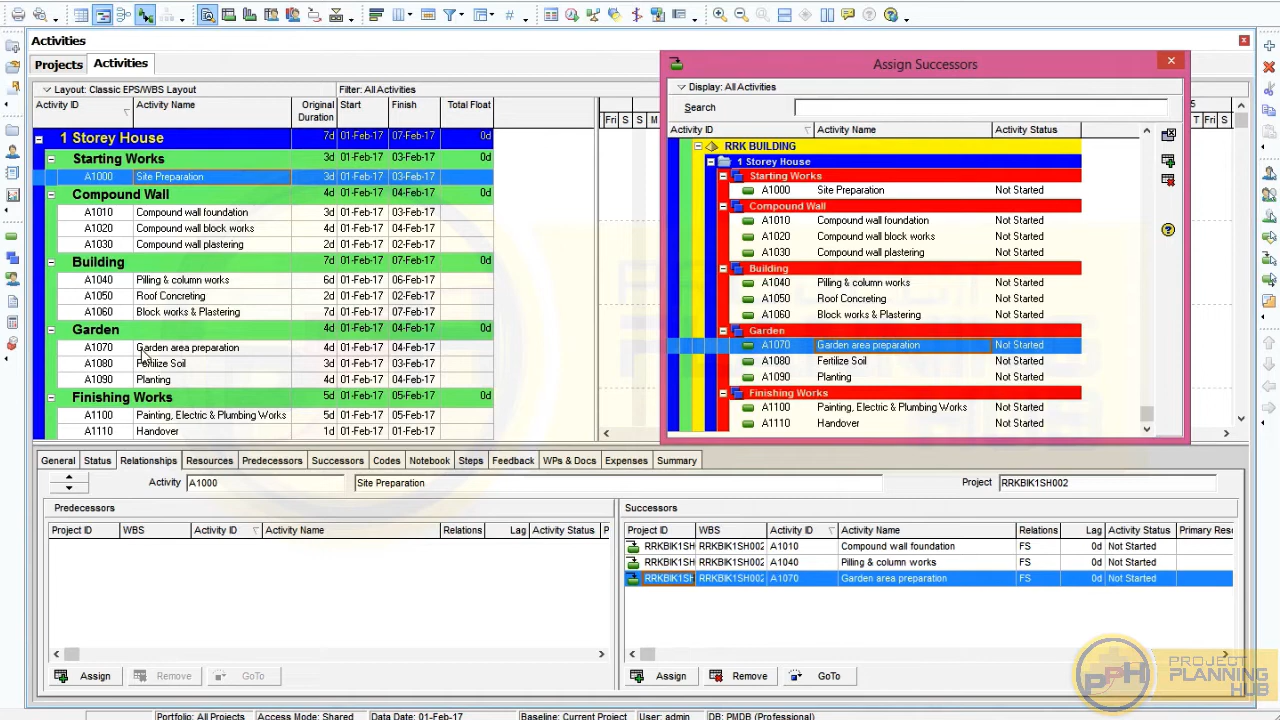 Activities
Projects Activities
Layout: Classic EPS/WBS Layout Filter: All Activities
Activity ID Activity Name Original Duration Start Finish Total Float
1 Storey House 7d 01-Feb-17 07-Feb-17 0d
Starting Works 3d 01-Feb-17 03-Feb-17 0d
A1000 Site Preparation 3d 01-Feb-17 03-Feb-17
Compound Wall 4d 01-Feb-17 04-Feb-17 0d
A1010 Compound wall foundation 3d 01-Feb-17 03-Feb-17
A1020 Compound wall block works 4d 01-Feb-17 04-Feb-17
A1030 Compound wall plastering 2d 01-Feb-17 02-Feb-17
Building 7d 01-Feb-17 07-Feb-17 0d
A1040 Pilling & column works 6d 01-Feb-17 06-Feb-17
A1050 Roof Concreting 2d 01-Feb-17 02-Feb-17
A1060 Block works & Plastering 7d 01-Feb-17 07-Feb-17
Garden 4d 01-Feb-17 04-Feb-17 0d
A1070 Garden area preparation 4d 01-Feb-17 04-Feb-17
A1080 Fertilize Soil 3d 01-Feb-17 03-Feb-17
A1090 Planting 4d 01-Feb-17 04-Feb-17
Finishing Works 5d 01-Feb-17 05-Feb-17 0d
A1100 Painting, Electric & Plumbing Works 5d 01-Feb-17 05-Feb-17
A1110 Handover 1d 01-Feb-17 01-Feb-17
Fri S S M
5
T Fri S
Assign Successors
Display: All Activities
Search
Activity ID Activity Name Activity Status
RRK BUILDING
1 Storey House
Starting Works
A1000 Site Preparation Not Started
Compound Wall
A1010 Compound wall foundation Not Started
A1020 Compound wall block works Not Started
A1030 Compound wall plastering Not Started
Building
A1040 Pilling & column works Not Started
A1050 Roof Concreting Not Started
A1060 Block works & Plastering Not Started
Garden
A1070 Garden area preparation Not Started
A1080 Fertilize Soil Not Started
A1090 Planting Not Started
Finishing Works
A1100 Painting, Electric & Plumbing Works Not Started
A1110 Handover Not Started
General Status Relationships Resources Predecessors Successors Codes Notebook Steps Feedback WPs & Docs Expenses Summary
Activity A1000 Site Preparation Project RRKBIK1SH002
Predecessors
Project ID WBS Activity ID Activity Name Relations Lag Activity Status P
Assign Remove GoTo
Successors
Project ID WBS Activity ID Activity Name Relations Lag Activity Status Primary Res
RRKBIK1SH RRKBIK1SH002 A1010 Compound wall foundation FS 0d Not Started
RRKBIK1SH RRKBIK1SH002 A1040 Pilling & column works FS 0d Not Started
RRKBIK1SH RRKBIK1SH002 A1070 Garden area preparation FS 0d Not Started
Assign Remove GoTo
PPH PROJECT
PLANNING
HUB
Portfolio: All Projects Access Mode: Shared Data Date: 01-Feb-17 Baseline: Current Project User: admin DB: PMDB (Professional)